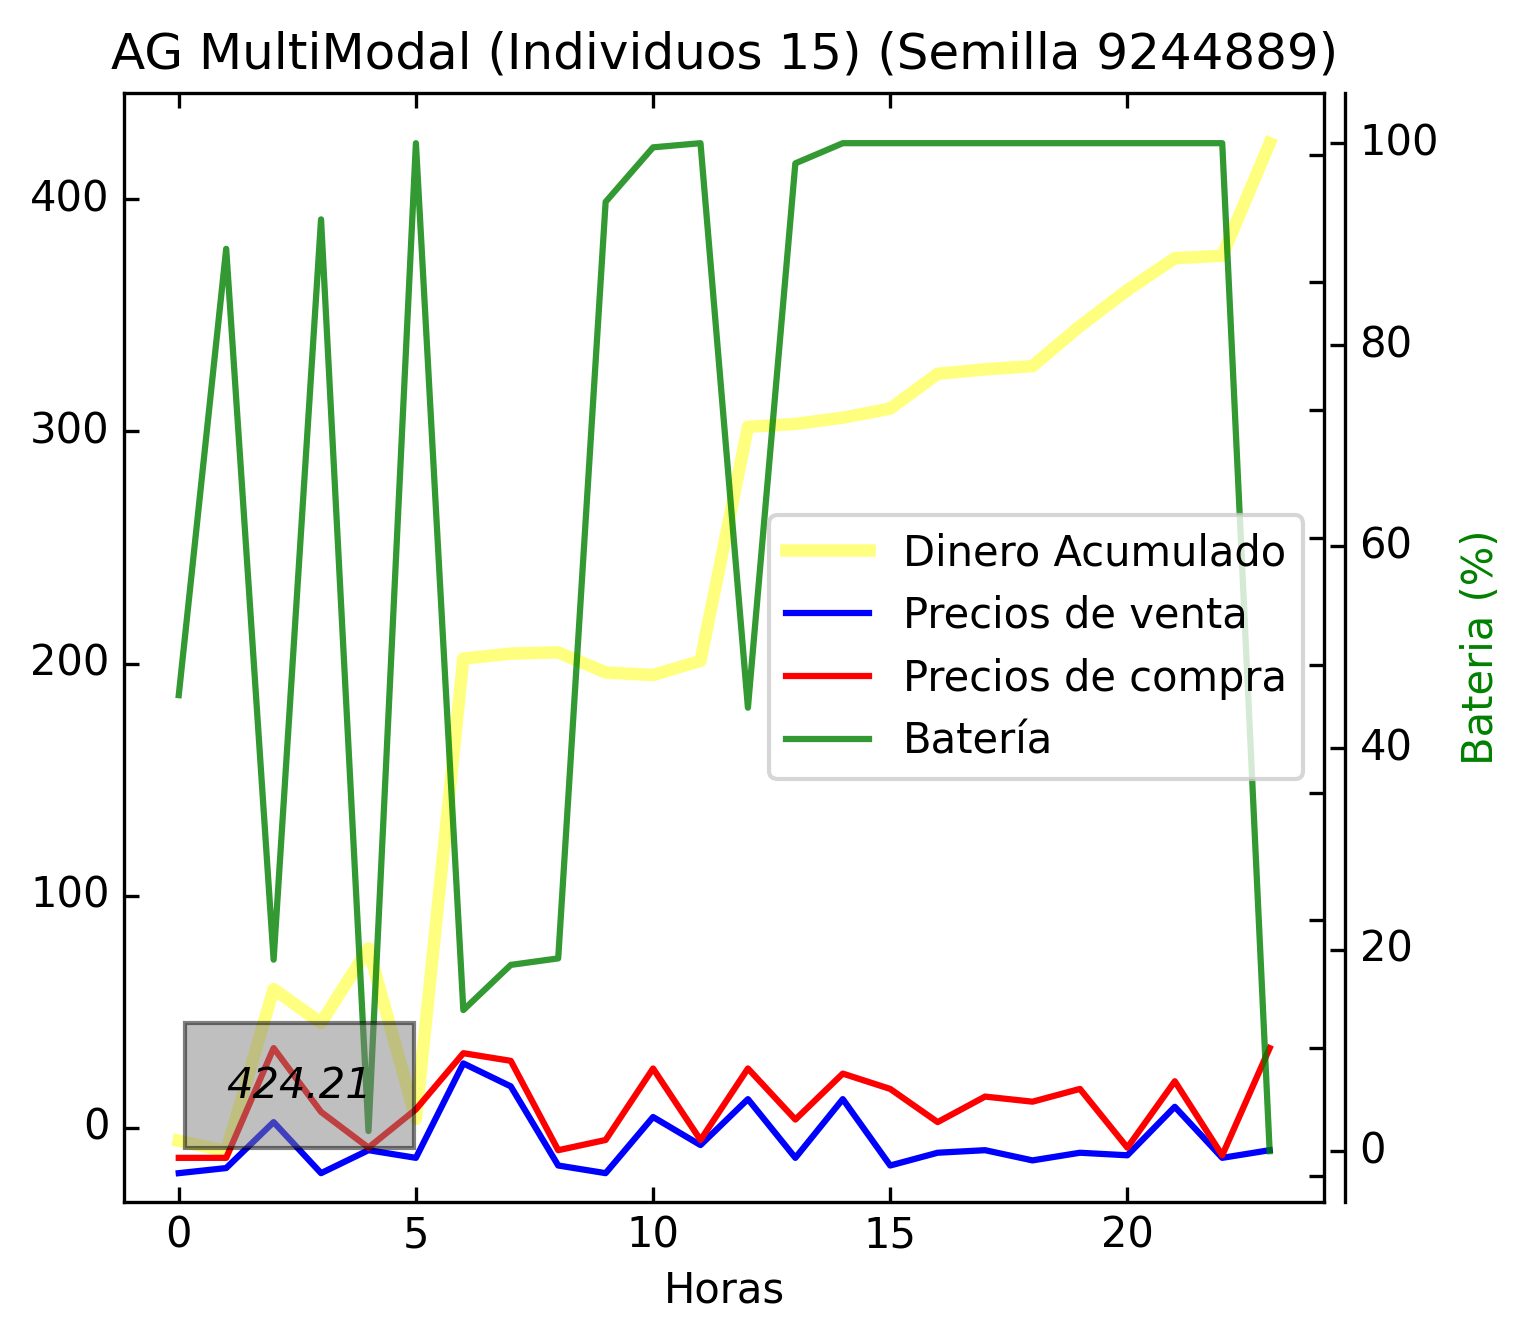 AG MultiModal (Individuos 15) (Semilla 9244889)
400
300
200
100
0
100
80
60
40
20
0
Bateria (%)
Dinero Acumulado
Precios de venta
Precios de compra
Batería
424.21
0 5 10 15 20
Horas